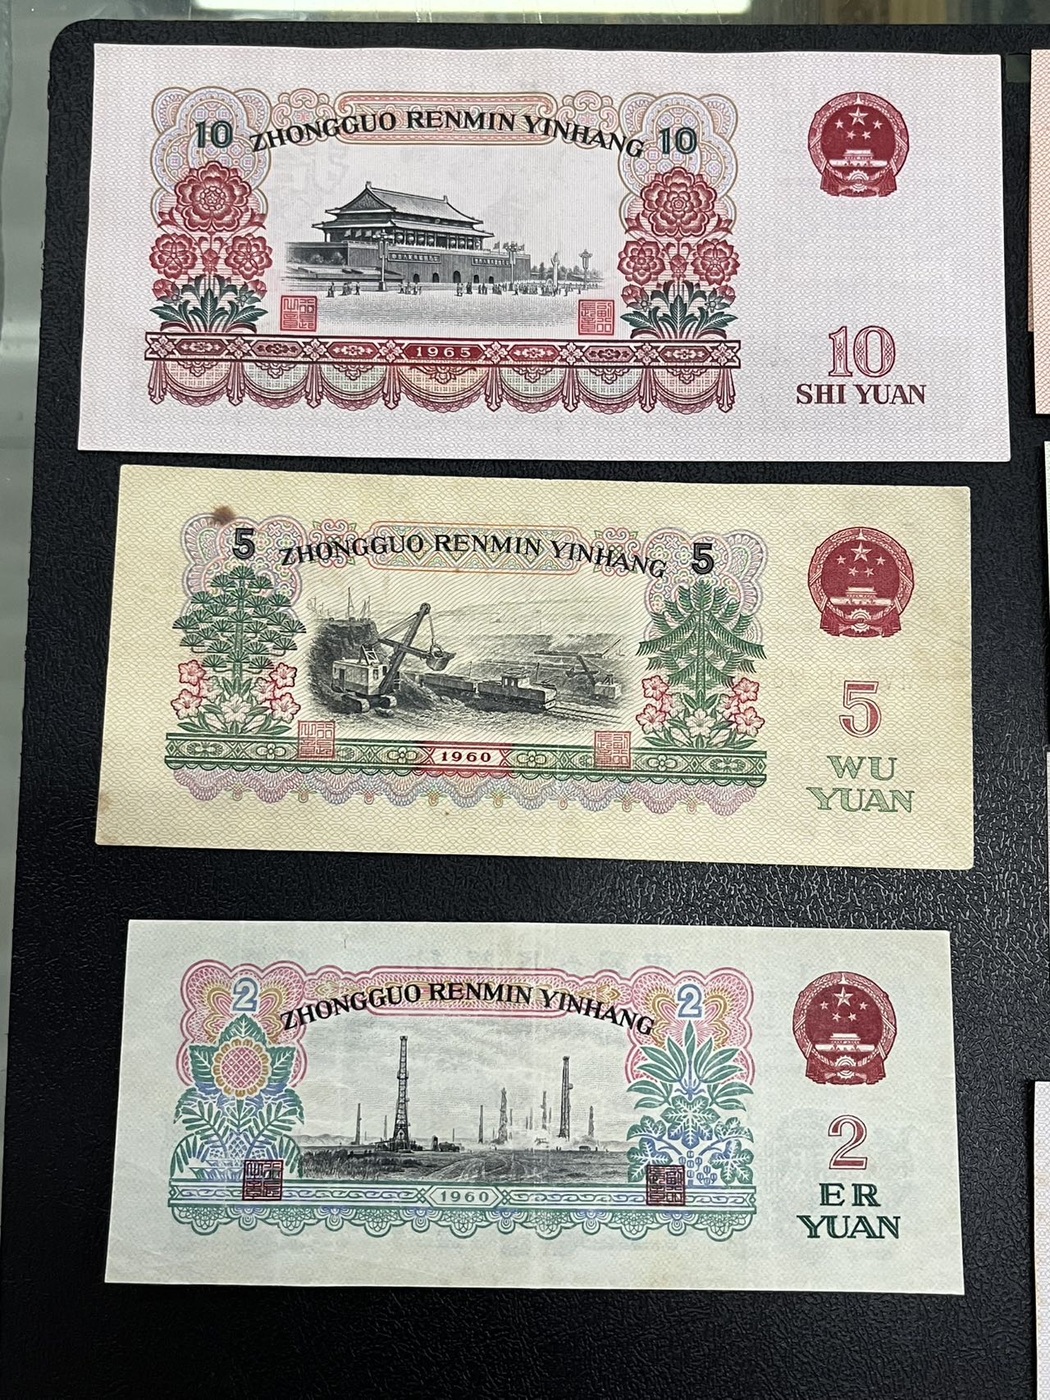 10 ZHONGGUO RENMIN YINHANG 10
1965
10
SHI YUAN
5 ZHONGGUO RENMIN YINHANG 5
1960
5
WU
YUAN
2 ZHONGGUO RENMIN YINHANG 2
1960
2
ER
YUAN